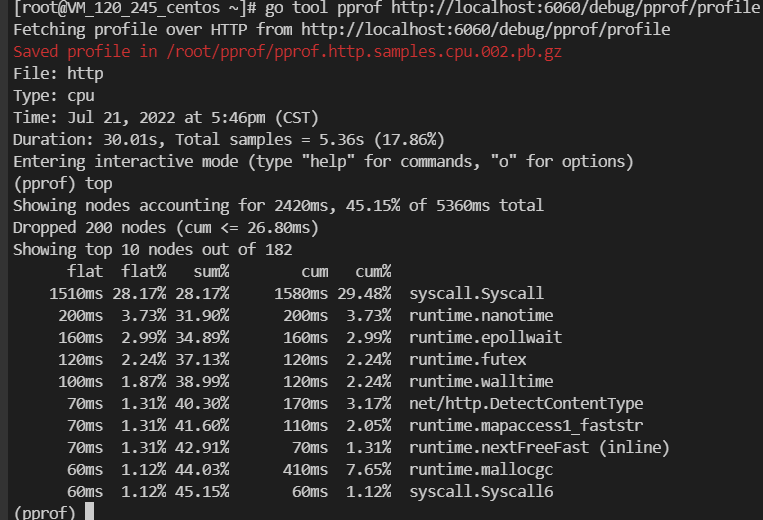 [root@VM_120_245_centos ~]# go tool pprof http://localhost:6060/debug/pprof/profile
Fetching profile over HTTP from http://localhost:6060/debug/pprof/profile
Saved profile in /root/pprof/pprof.http.samples.cpu.002.pb.gz
File: http
Type: cpu
Time: Jul 21, 2022 at 5:46pm (CST)
Duration: 30.01s, Total samples = 5.36s (17.86%)
Entering interactive mode (type "help" for commands, "o" for options)
(pprof) top
Showing nodes accounting for 2420ms, 45.15% of 5360ms total
Dropped 200 nodes (cum <= 26.80ms)
Showing top 10 nodes out of 182
      flat  flat%   sum%        cum   cum%
    1510ms 28.17% 28.17%     1580ms 29.48%  syscall.Syscall
     200ms  3.73% 31.90%      200ms  3.73%  runtime.nanotime
     160ms  2.99% 34.89%      160ms  2.99%  runtime.epollwait
     120ms  2.24% 37.13%      120ms  2.24%  runtime.futex
     100ms  1.87% 38.99%      120ms  2.24%  runtime.walltime
      70ms  1.31% 40.30%      170ms  3.17%  net/http.DetectContentType
      70ms  1.31% 41.60%      110ms  2.05%  runtime.mapaccess1_faststr
      70ms  1.31% 42.91%       70ms  1.31%  runtime.nextFreeFast (inline)
      60ms  1.12% 44.03%      410ms  7.65%  runtime.mallocgc
      60ms  1.12% 45.15%       60ms  1.12%  syscall.Syscall6
(pprof)